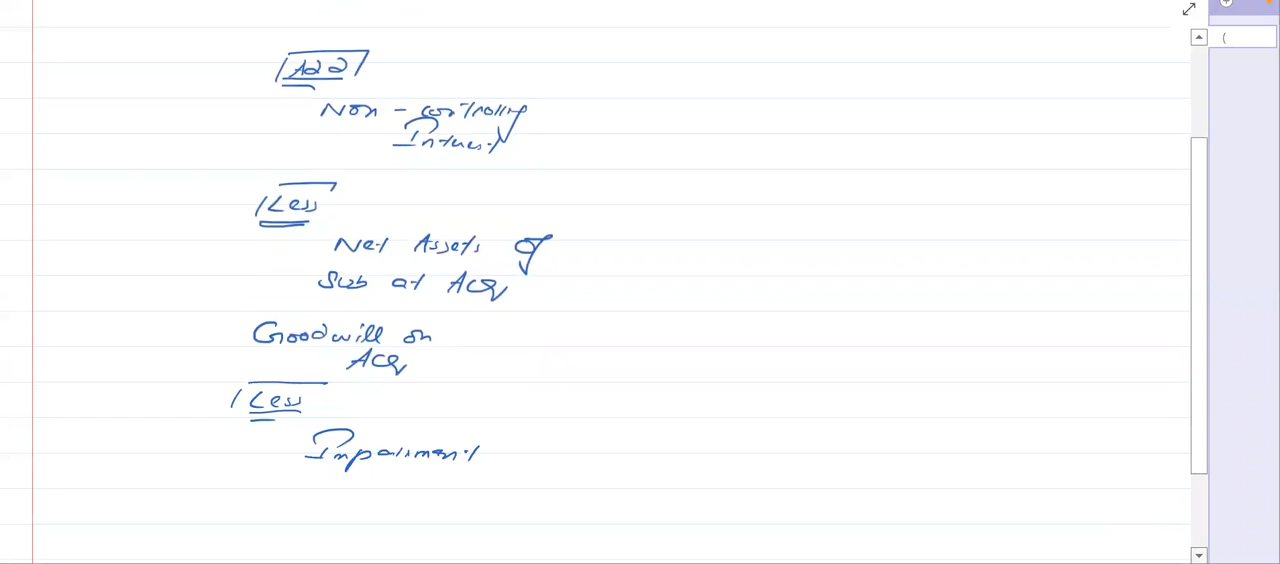 Add
Non - controlling
Interest
Less
Net Assets of
Sub at ACQ
Goodwill on
ACQ
Less
Impairment